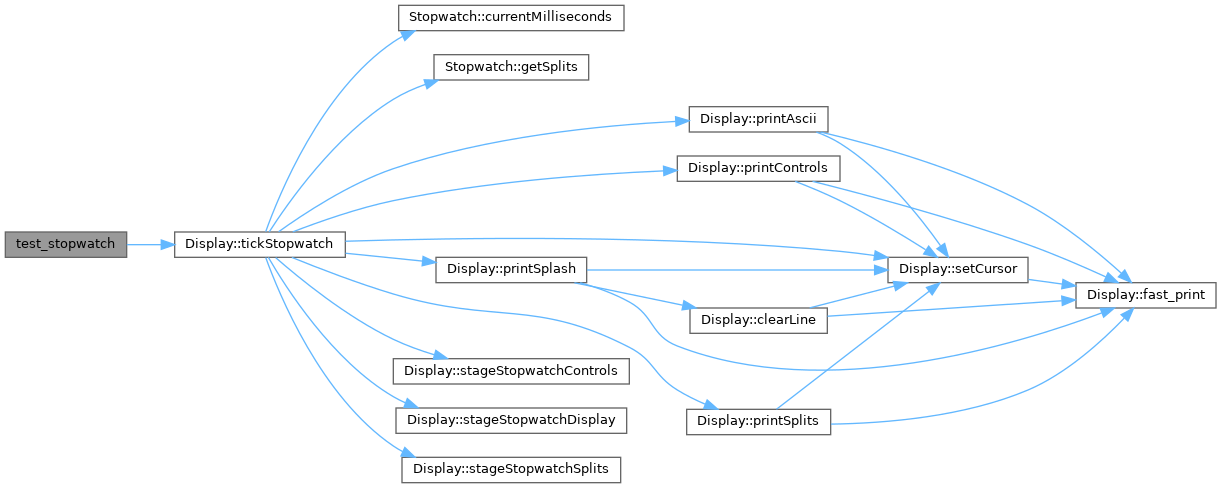 Stopwatch::currentMilliseconds
Stopwatch::getSplits
Display::printAscii
Display::printControls
test_stopwatch
Display::tickStopwatch
Display::printSplash
Display::setCursor
Display::fast_print
Display::clearLine
Display::stageStopwatchControls
Display::stageStopwatchDisplay
Display::printSplits
Display::stageStopwatchSplits